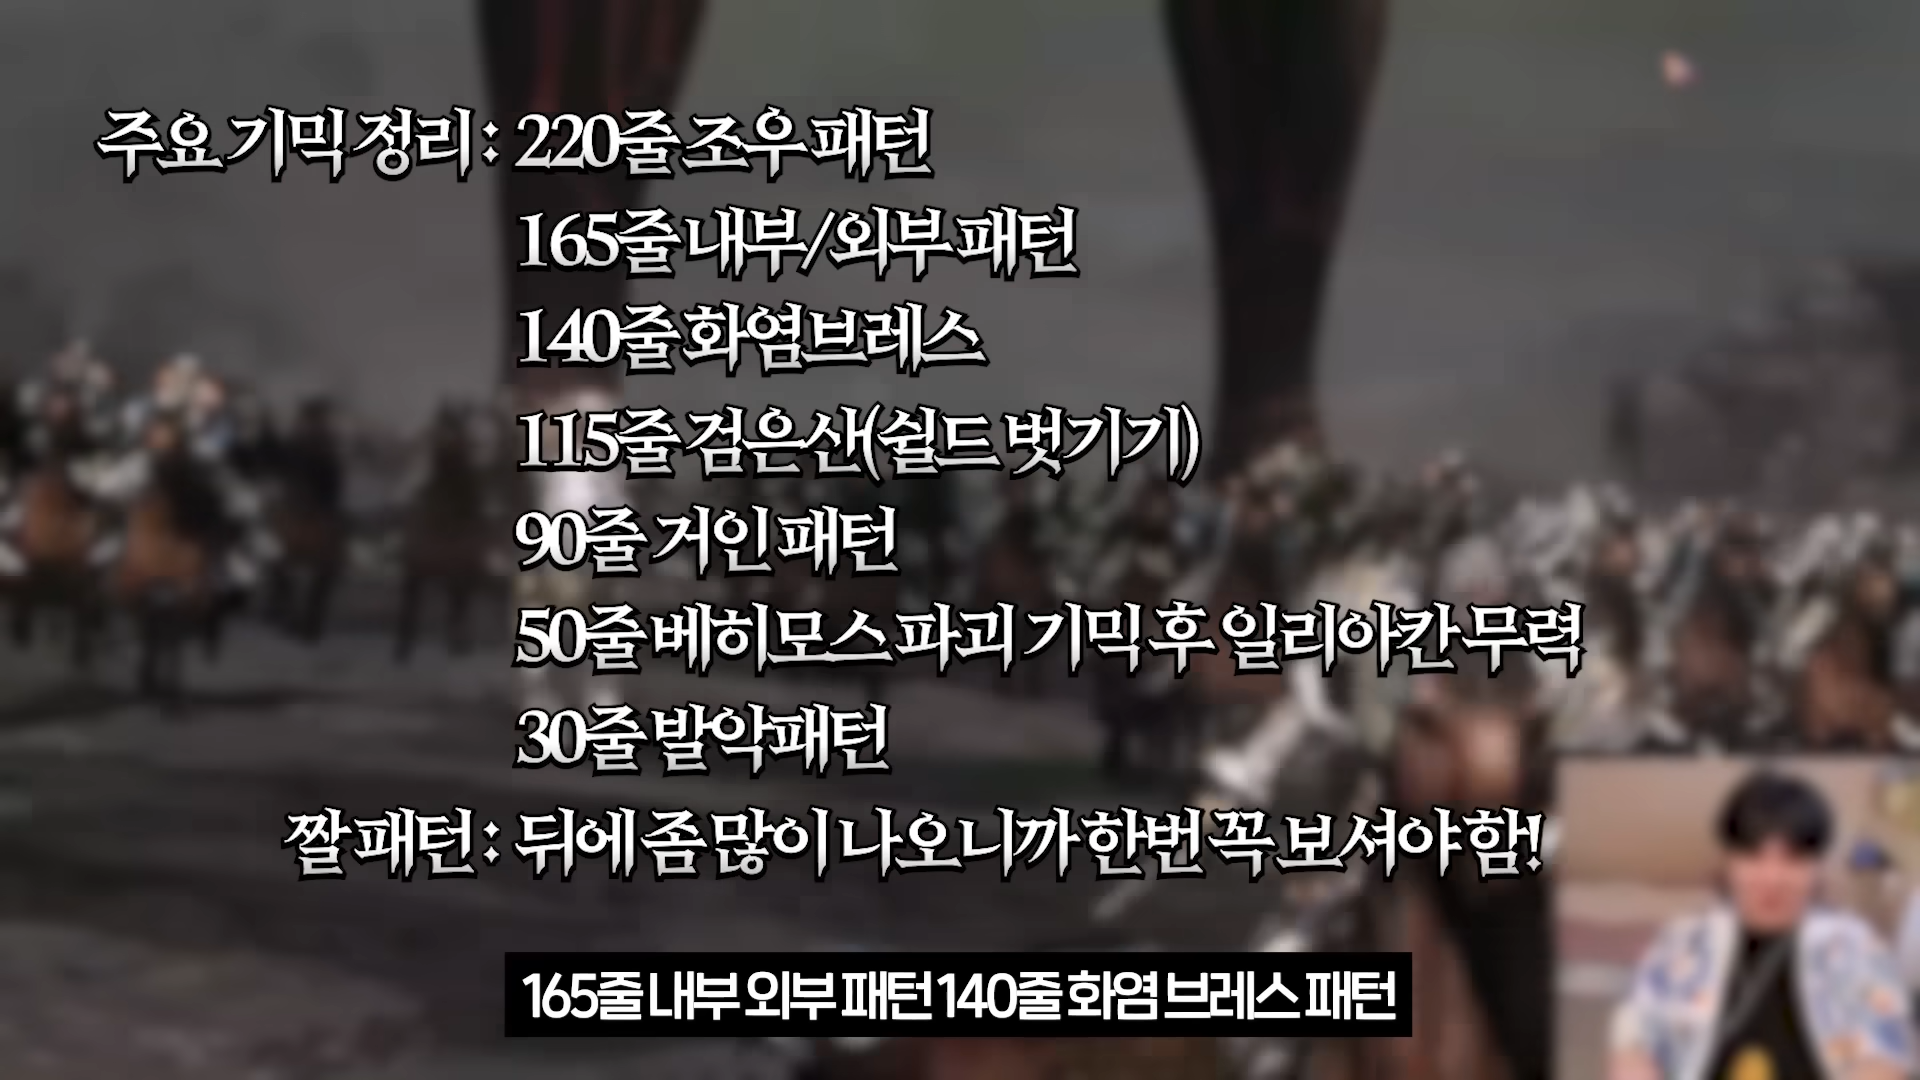 주요 기믹 정리 : 220줄 조우 패턴
165줄 내부/외부 패턴
140줄 화염브레스
115줄 검은산(쉴드 벗기기)
90줄 거인 패턴
50줄 베히모스 파괴 기믹 후 일리아칸 무력
30줄 발악패턴
짤 패턴 : 뒤에 좀 많이 나오니까 한번 꼭 보셔야 함!
165줄 내부 외부 패턴 140줄 화염 브레스 패턴